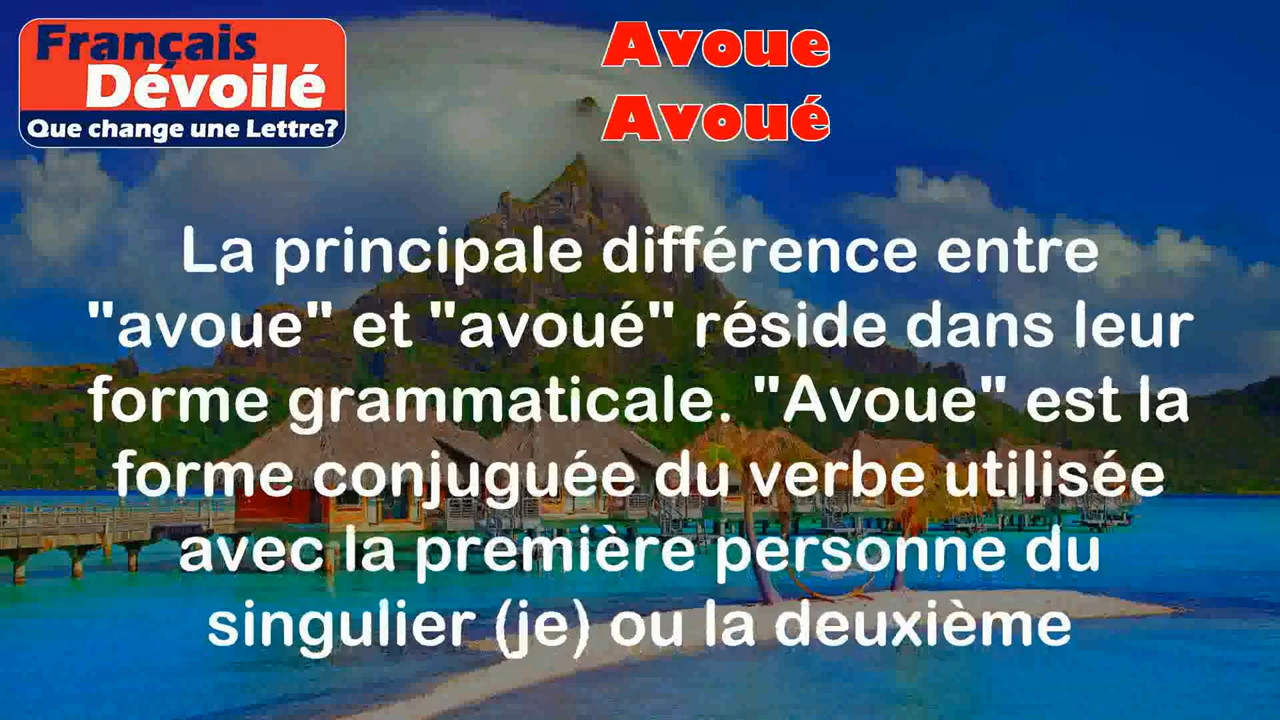 Français
Dévoilé
Que change une Lettre?
Avoue
Avoué
La principale différence entre
"avoue" et "avoué" réside dans leur
forme grammaticale. "Avoue" est la
forme conjuguée du verbe utilisée
avec la première personne du
singulier (je) ou la deuxième